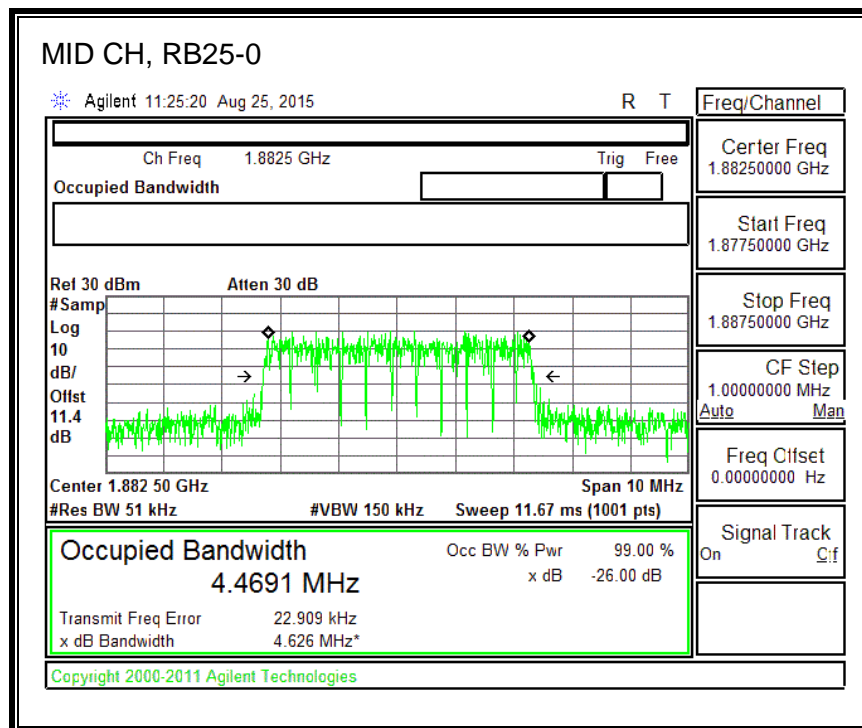 MID CH, RB25-0
Agilent 11:25:20 Aug 25, 2015 R T
Freq/Channel
Ch Freq 1.8825 GHz Trig Free
Occupied Bandwidth
Center Freq
1.88250000 GHz
Start Freq
1.87750000 GHz
Stop Freq
1.88750000 GHz
CF Step
1.00000000 MHz
Auto Man
Freq Offset
0.00000000 Hz
Signal Track
On Off
Ref 30 dBm Atten 30 dB
#Samp
Log
10
dB/
Offst
11.4
dB
Center 1.882 50 GHz Span 10 MHz
#Res BW 51 kHz #VBW 150 kHz Sweep 11.67 ms (1001 pts)
Occupied Bandwidth
4.4691 MHz
Occ BW % Pwr 99.00 %
x dB -26.00 dB
Transmit Freq Error 22.909 kHz
x dB Bandwidth 4.626 MHz*
Copyright 2000-2011 Agilent Technologies